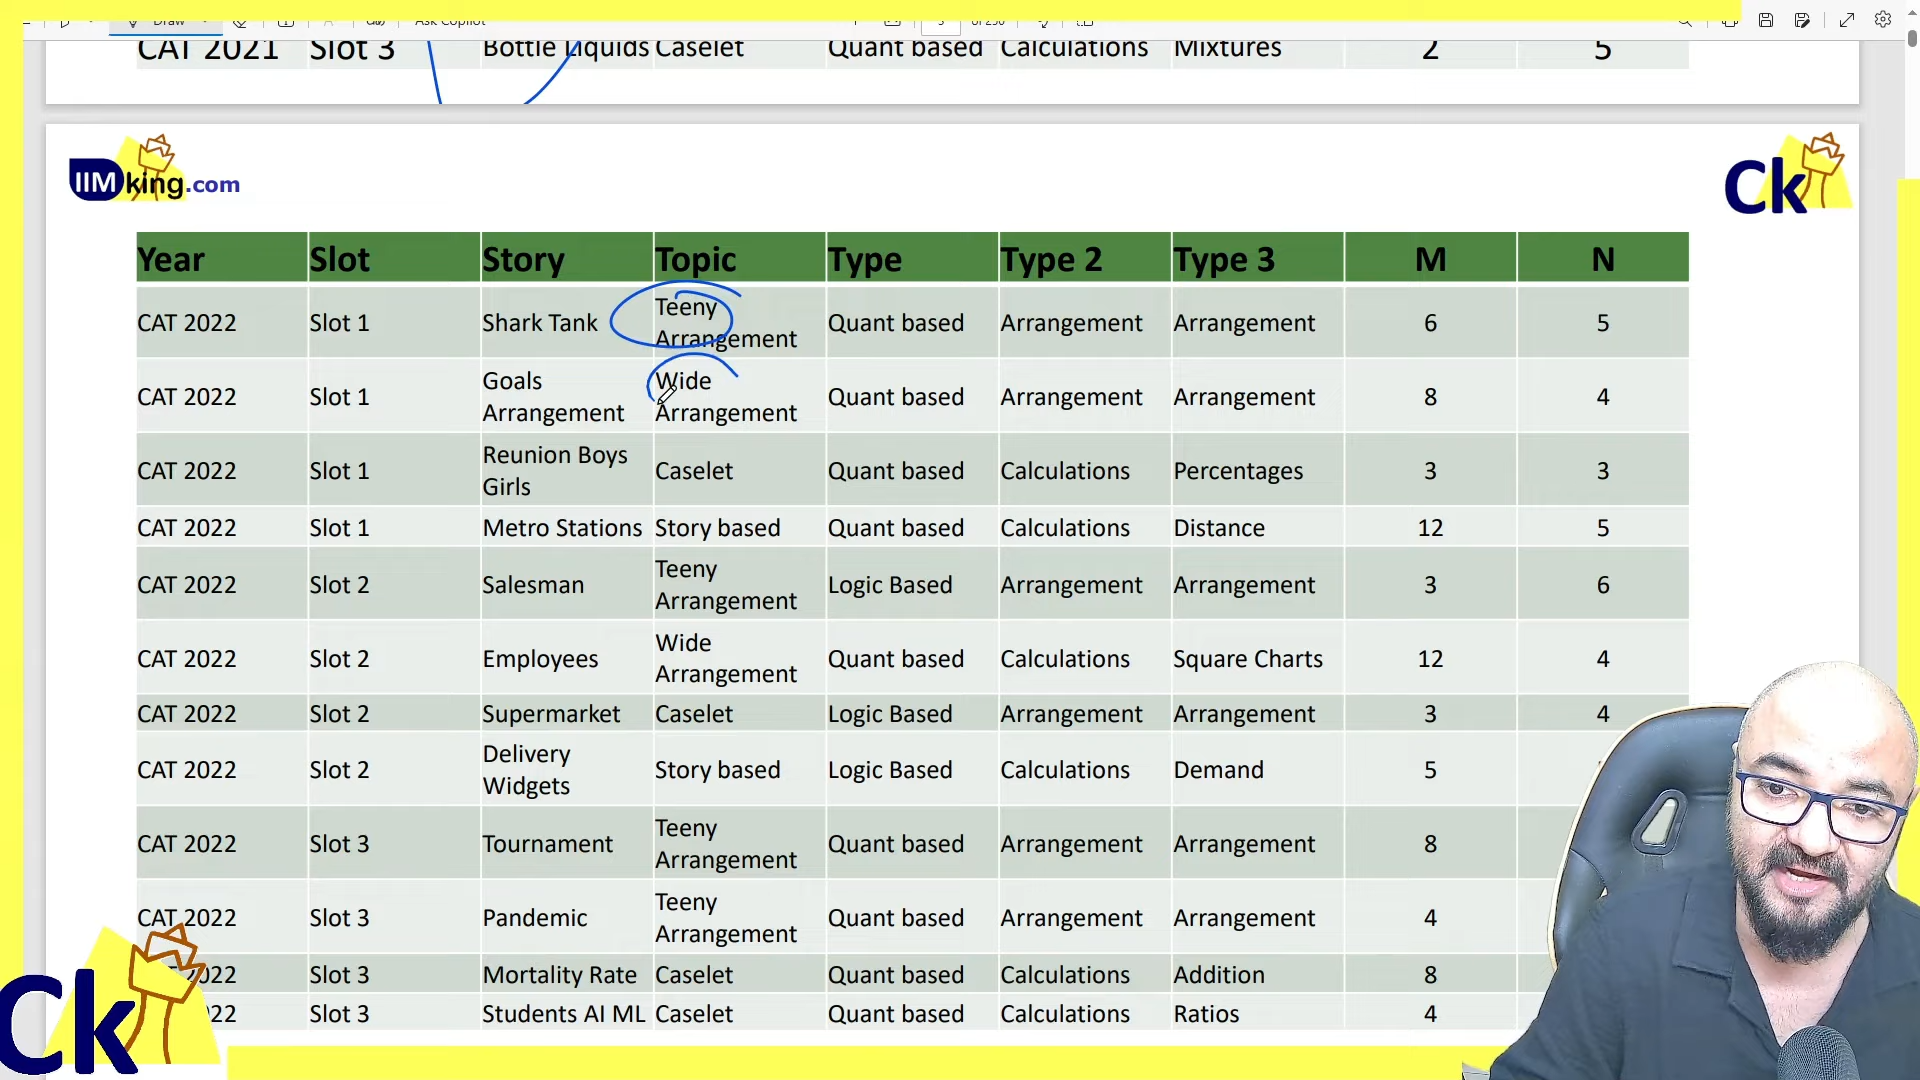 Draw
Ask Copilot
CAT 2021 Slot 3 Bottle Liquids Caselet Quant based Calculations Mixtures 2 5
IIMking.com
Ck
Year Slot Story Topic Type Type 2 Type 3 M N
CAT 2022 Slot 1 Shark Tank Teeny Arrangement Quant based Arrangement Arrangement 6 5
CAT 2022 Slot 1 Goals Arrangement Wide Arrangement Quant based Arrangement Arrangement 8 4
CAT 2022 Slot 1 Reunion Boys Girls Caselet Quant based Calculations Percentages 3 3
CAT 2022 Slot 1 Metro Stations Story based Quant based Calculations Distance 12 5
CAT 2022 Slot 2 Salesman Teeny Arrangement Logic Based Arrangement Arrangement 3 6
CAT 2022 Slot 2 Employees Wide Arrangement Quant based Calculations Square Charts 12 4
CAT 2022 Slot 2 Supermarket Caselet Logic Based Arrangement Arrangement 3 4
CAT 2022 Slot 2 Delivery Widgets Story based Logic Based Calculations Demand 5
CAT 2022 Slot 3 Tournament Teeny Arrangement Quant based Arrangement Arrangement 8
CAT 2022 Slot 3 Pandemic Teeny Arrangement Quant based Arrangement Arrangement 4
2022 Slot 3 Mortality Rate Caselet Quant based Calculations Addition 8
22 Slot 3 Students AI ML Caselet Quant based Calculations Ratios 4
Ck